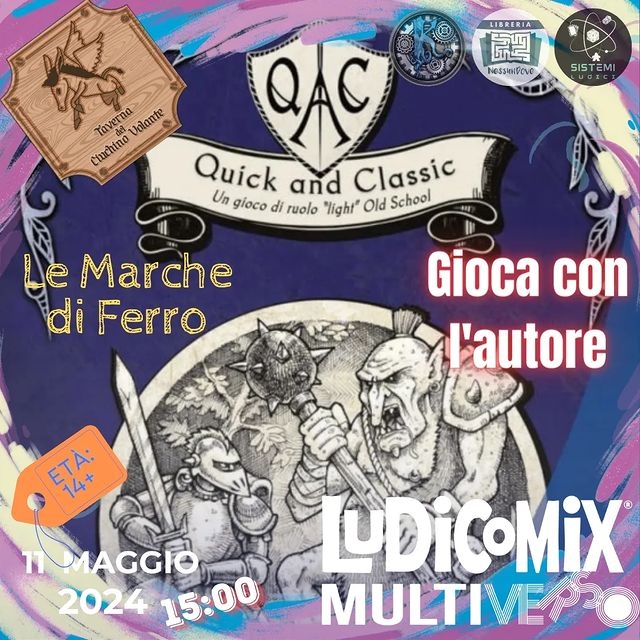 Taverna
del
Ciuchino Volante
LIBRERIA
NessunDove
SISTEMI
LUDICI
QAC
Quick and Classic
Un gioco di ruolo "light" Old School
Le Marche
di Ferro
Gioca con
l'autore
ETÀ:
14+
11 MAGGIO
2024 15:00
LUDiCoMiX®
MULTIVERSO